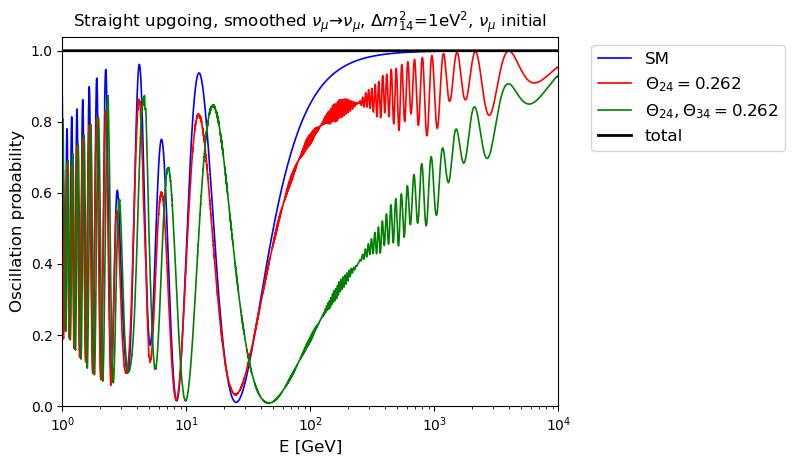 Straight upgoing, smoothed νμ→νμ, Δm²₁₄=1eV², νμ initial
Oscillation probability
1.0
0.8
0.6
0.4
0.2
0.0
10⁰ 10¹ 10² 10³ 10⁴
E [GeV]
SM
Θ₂₄ = 0.262
Θ₂₄, Θ₃₄ = 0.262
total